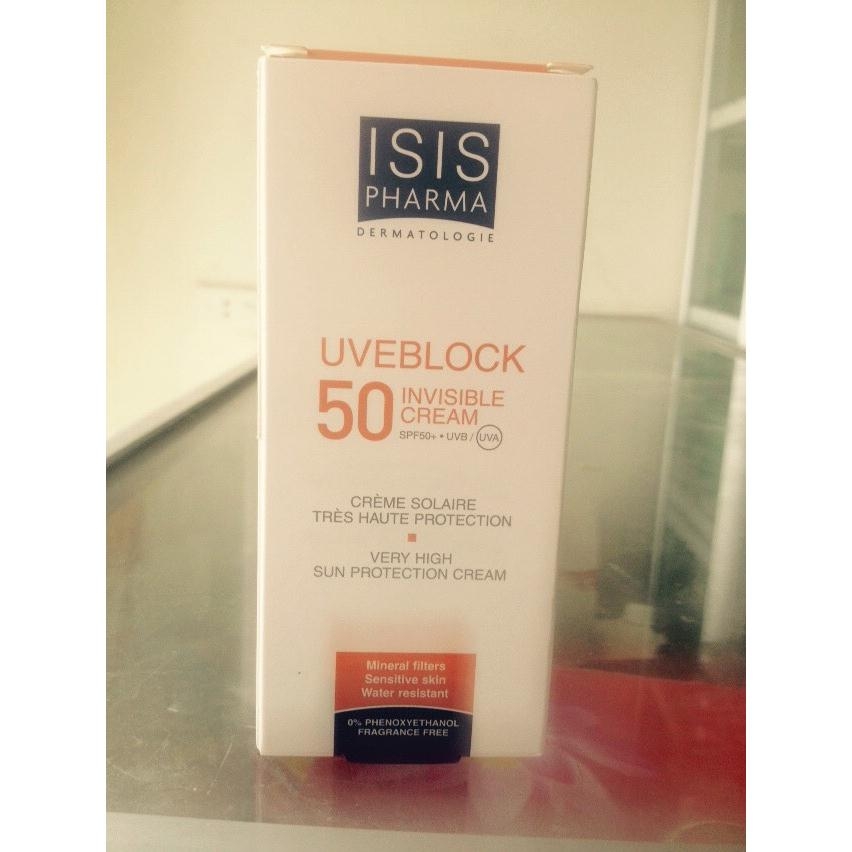 ISIS
PHARMA
DERMATOLOGIE
UVEBLOCK
50 INVISIBLE
CREAM
SPF50+ • UVB / UVA
CRÈME SOLAIRE
TRÈS HAUTE PROTECTION
VERY HIGH
SUN PROTECTION CREAM
Mineral filters
Sensitive skin
Water resistant
0% PHENOXYETHANOL
FRAGRANCE FREE